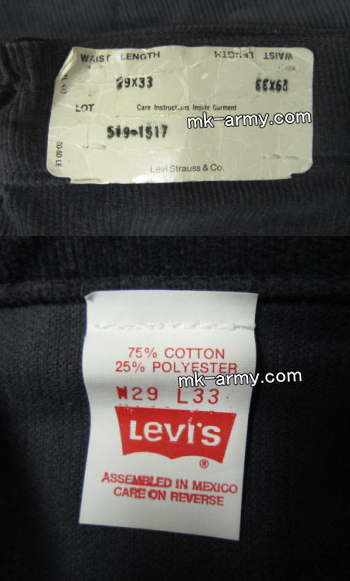 WAIST LENGTH
WAIST LENGTH
29X33
LOT
Care Instructions Inside Garment
519-1517
mk-army.com
Levi Strauss & Co.
75% COTTON
25% POLYESTER
mk-army.com
W29 L33
LEVI'S
®
ASSEMBLED IN MEXICO
CARE ON REVERSE